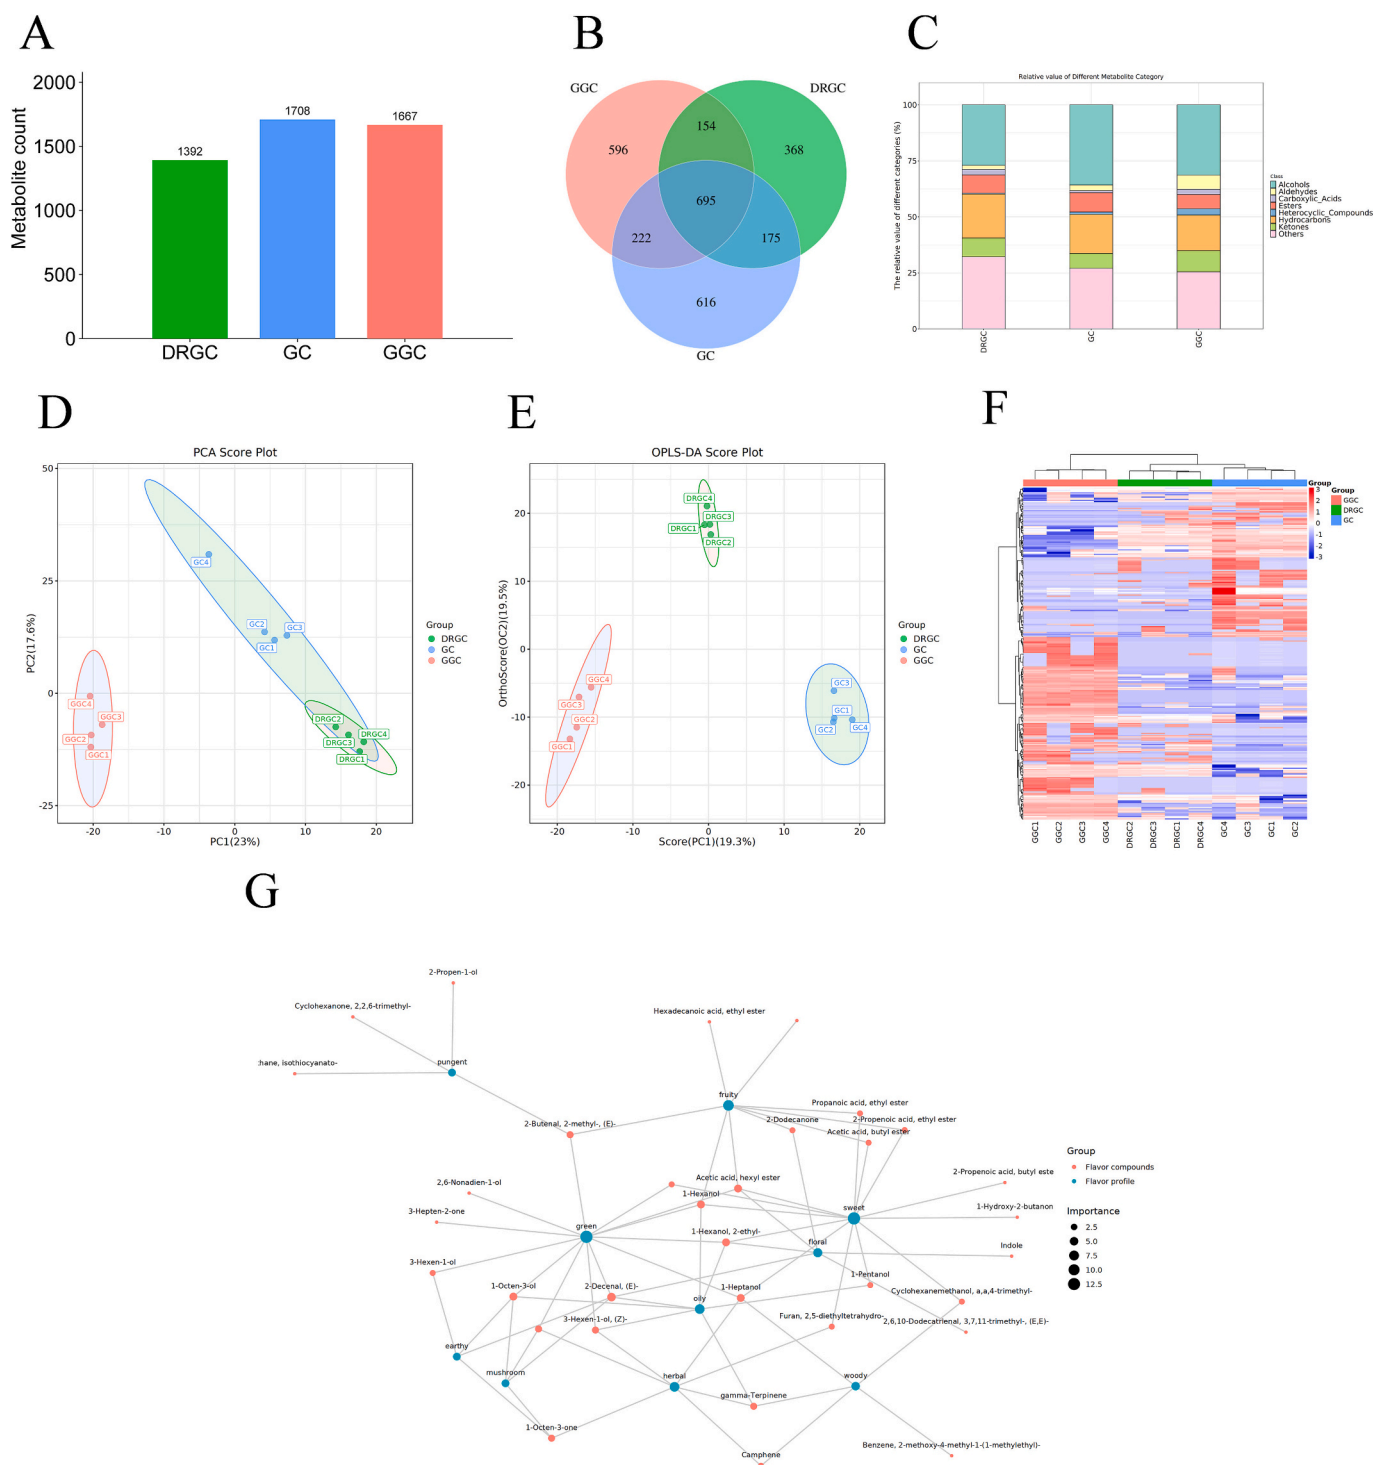 A
Metabolite count
2000
1500
1000
500
0
1392
1708
1667
DRGC
GC
GGC
B
GGC
DRGC
GC
596
154
368
695
222
175
616
C
Relative value of Different Metabolite Category
The relative value of different categories (%)
100
75
50
25
0
DRGC
GC
GGC
Class
Alcohols
Aldehydes
Carboxylic_Acids
Esters
Heterocyclic_Compounds
Hydrocarbons
Ketones
Others
D
PCA Score Plot
PC2(17.6%)
50
25
0
-25
GC4
GC2
GC3
GC1
GGC4
GGC3
GGC2
GGC1
DRGC2
DRGC4
DRGC3
DRGC1
-20
-10
0
10
20
PC1(23%)
Group
DRGC
GC
GGC
E
OPLS-DA Score Plot
OrthoScore(OC2)(19.5%)
20
10
0
-10
-20
DRGC4
DRGC3
DRGC1
DRGC2
GGC4
GGC3
GGC2
GGC1
GC3
GC1
GC2
GC4
-20
-10
0
10
20
Score(PC1)(19.3%)
Group
DRGC
GC
GGC
F
Group
3
2
1
0
-1
-2
-3
Group
GGC
DRGC
GC
GGC1
GGC2
GGC3
GGC4
DRGC2
DRGC3
DRGC1
DRGC4
GC4
GC3
GC1
GC2
G
2-Propen-1-ol
Cyclohexanone, 2,2,6-trimethyl-
hane, isothiocyanato-
pungent
Hexadecanoic acid, ethyl ester
fruity
Propanoic acid, ethyl ester
2-Butenal, 2-methyl-, (E)-
2-Dodecanone
2-Propenoic acid, ethyl ester
Acetic acid, butyl ester
2,6-Nonadien-1-ol
Acetic acid, hexyl ester
2-Propenoic acid, butyl este
3-Hepten-2-one
1-Hexanol
sweet
1-Hydroxy-2-butanon
green
1-Hexanol, 2-ethyl-
floral
Indole
3-Hexen-1-ol
1-Octen-3-ol
2-Decenal, (E)-
1-Heptanol
1-Pentanol
Cyclohexanemethol, a,a,4-trimethyl-
oily
3-Hexen-1-ol, (Z)-
Furan, 2,5-diethyltetrahydro-
2,6,10-Dodecatrienal, 3,7,11-trimethyl-, (E,E)-
earthy
mushroom
herbal
woody
gamma-Terpinene
1-Octen-3-one
Camphene
Benzene, 2-methoxy-4-methyl-1-(1-methylethyl)-
Group
Flavor compounds
Flavor profile
Importance
2.5
5.0
7.5
10.0
12.5